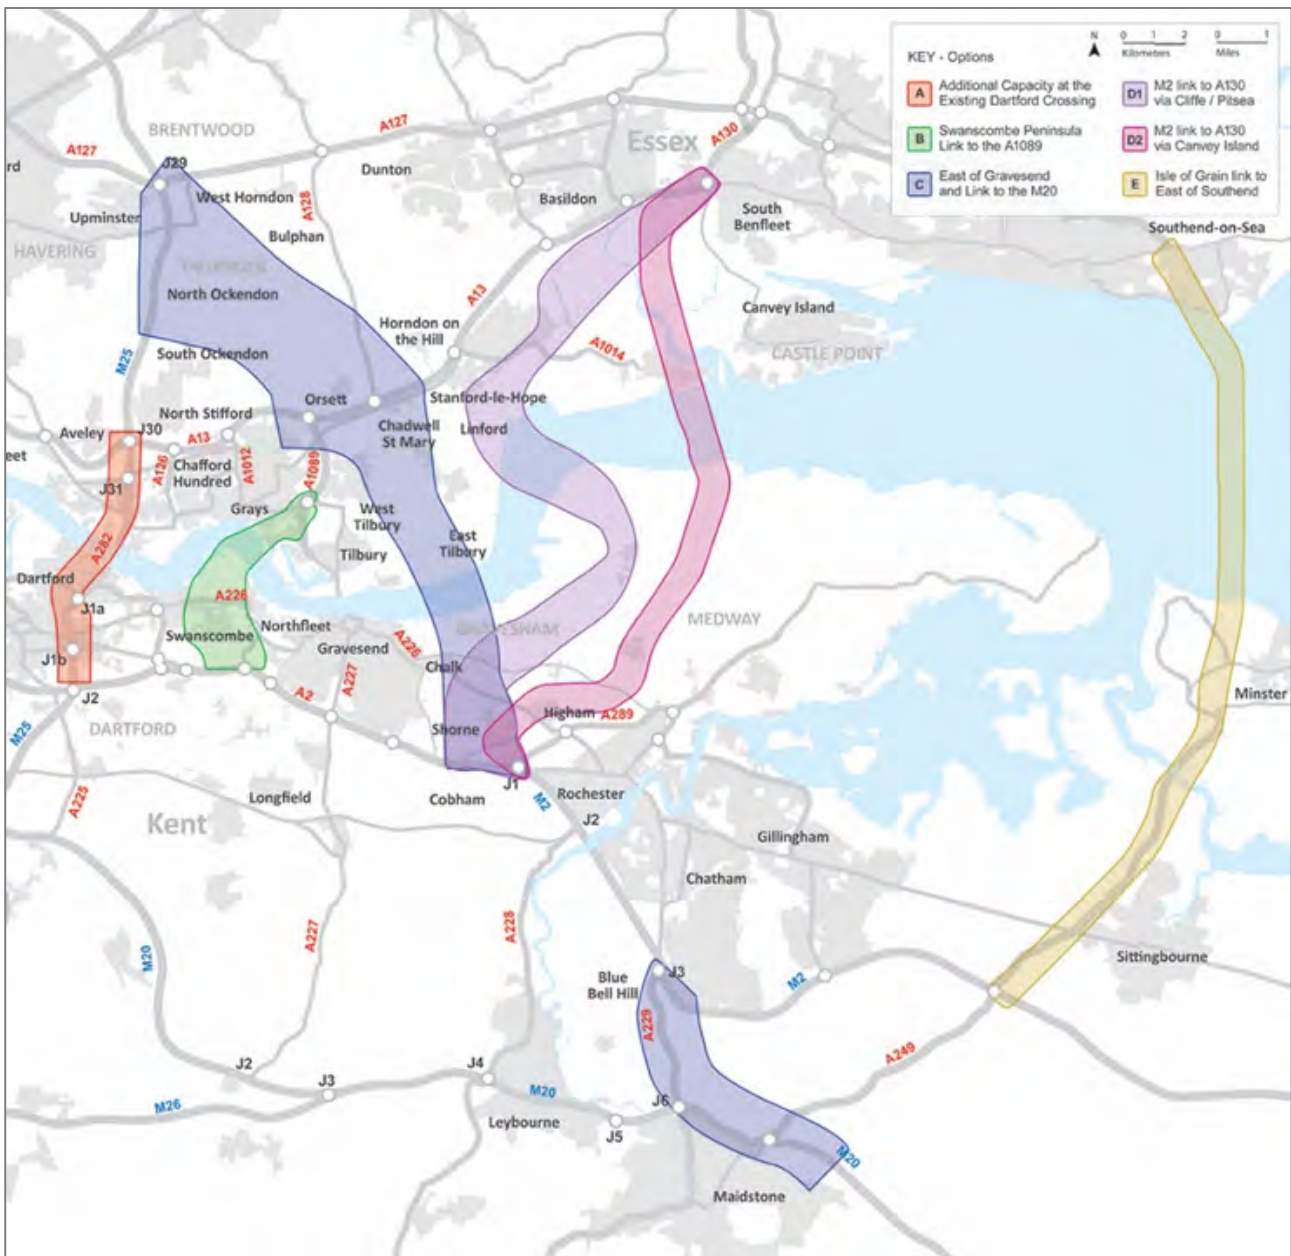 KEY - Options
N
0 1 2
Kilometers
0 1
Miles
A
Additional Capacity at the
Existing Dartford Crossing
B
Swanscombe Peninsula
Link to the A1089
C
East of Gravesend
and Link to the M20
D1
M2 link to A130
via Cliffe / Pitsea
D2
M2 link to A130
via Canvey Island
E
Isle of Grain link to
East of Southend
BRENTWOOD
A127
Essex
A130
A127
J29
rd
Dunton
West Horndon
A128
Basildon
Upminster
South
Benfleet
Southend-on-Sea
Bulphan
HAVERING
North Ockendon
A13
Canvey Island
Horndon on
the Hill
A1014
CASTLE POINT
South Ockendon
M25
Orsett
Stanford-le-Hope
North Stifford
Chadwell
St Mary
Linford
Aveley
J30
A13
eet
A126
Chafford
Hundred
A1012
A1089
J31
Grays
West
Tilbury
East
Tilbury
A282
Tilbury
Dartford
J1a
A226
MEDWAY
Swanscombe
Northfleet
Gravesend
A226
J1b
Chalk
A227
J2
A2
Minster
Higham
A289
DARTFORD
Shorne
M25
J1
A225
Longfield
Cobham
M2
Rochester
Kent
J2
Gillingham
Chatham
A228
A227
M20
Sittingbourne
Blue
Bell Hill
J3
M2
A229
A249
J2
J4
J3
M20
J6
M26
Leybourne
J5
M20
Maidstone